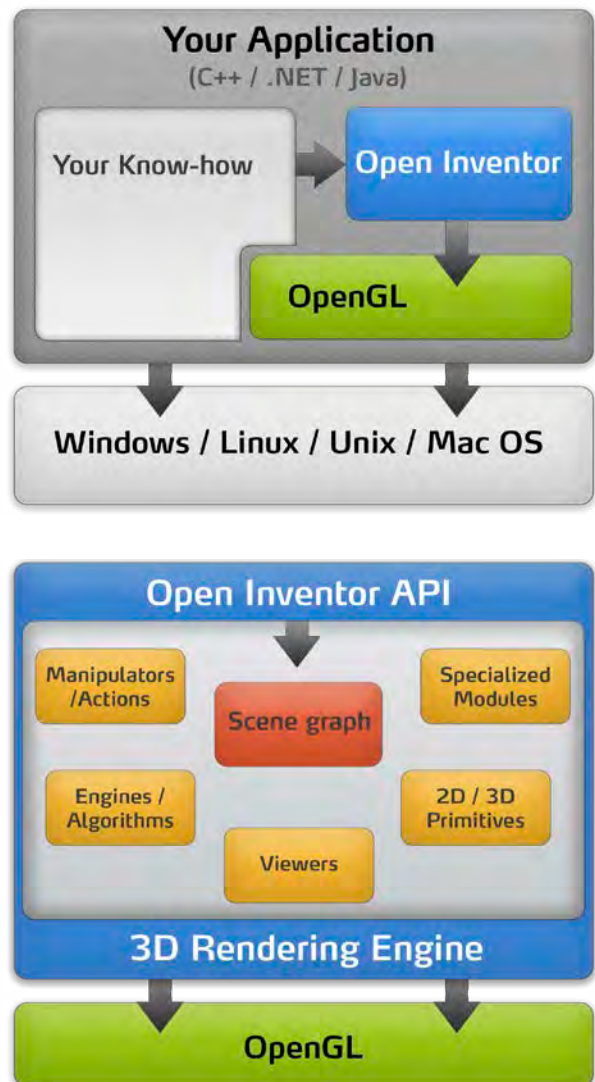 Your Application
(C++ / .NET / Java)
Your Know-how
Open Inventor
OpenGL
Windows / Linux / Unix / Mac OS
Open Inventor API
Manipulators
/Actions
Scene graph
Specialized
Modules
Engines /
Algorithms
2D / 3D
Primitives
Viewers
3D Rendering Engine
OpenGL